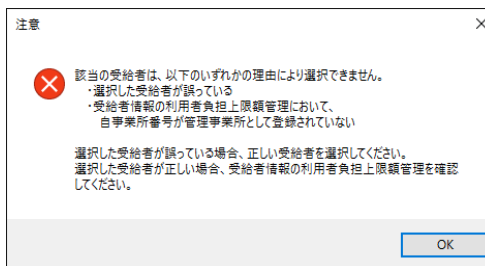 注意
該当の受給者は、以下のいずれかの理由により選択できません。
・選択した受給者が誤っている
・受給者情報の利用者負担上限額管理において、
自事業所番号が管理事業所として登録されていない
選択した受給者が誤っている場合、正しい受給者を選択してください。
選択した受給者が正しい場合、受給者情報の利用者負担上限額管理を確認
してください。
OK